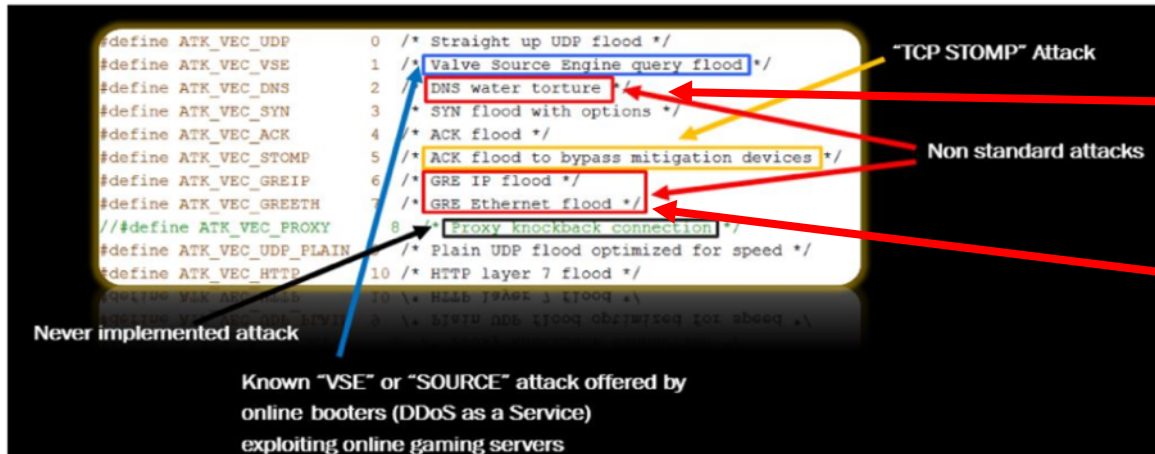 #define ATK_VEC_UDP 0 /* Straight up UDP flood */
#define ATK_VEC_VSE 1 /* Valve Source Engine query flood */
#define ATK_VEC_DNS 2 /* DNS water torture */
#define ATK_VEC_SYN 3 /* SYN flood with options */
#define ATK_VEC_ACK 4 /* ACK flood */
#define ATK_VEC_STOMP 5 /* ACK flood to bypass mitigation devices */
#define ATK_VEC_GREIP 6 /* GRE IP flood */
#define ATK_VEC_GREETH 7 /* GRE Ethernet flood */
//#define ATK_VEC_PROXY 8 /* Proxy knockback connection */
#define ATK_VEC_UDP_PLAIN 9 /* Plain UDP flood optimized for speed */
#define ATK_VEC_HTTP 10 /* HTTP layer 7 flood */
"TCP STOMP" Attack
Non standard attacks
Never implemented attack
Known "VSE" or "SOURCE" attack offered by
online booters (DDoS as a Service)
exploiting online gaming servers